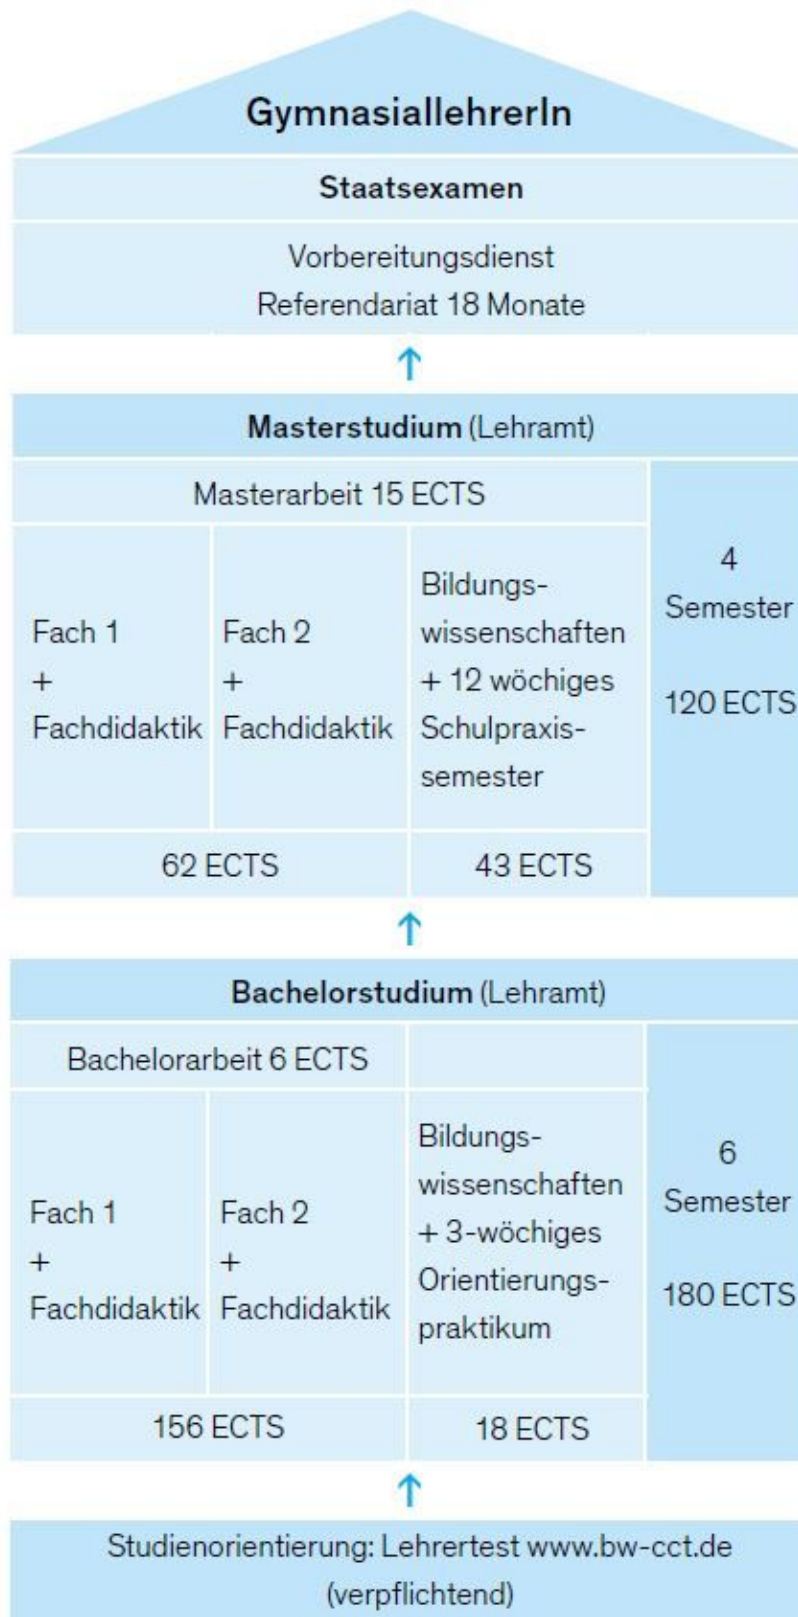 GymnasiallehrerIn
Staatsexamen
Vorbereitungsdienst
Referendariat 18 Monate
↑
Masterstudium (Lehramt)
Masterarbeit 15 ECTS
Fach 1
+
Fachdidaktik
Fach 2
+
Fachdidaktik
Bildungs-
wissenschaften
+ 12 wöchiges
Schulpraxis-
semester
4
Semester
120 ECTS
62 ECTS
43 ECTS
↑
Bachelorstudium (Lehramt)
Bachelorarbeit 6 ECTS
Fach 1
+
Fachdidaktik
Fach 2
+
Fachdidaktik
Bildungs-
wissenschaften
+ 3-wöchiges
Orientierungs-
praktikum
6
Semester
180 ECTS
156 ECTS
18 ECTS
↑
Studienorientierung: Lehrertest www.bw-cct.de
(verpflichtend)